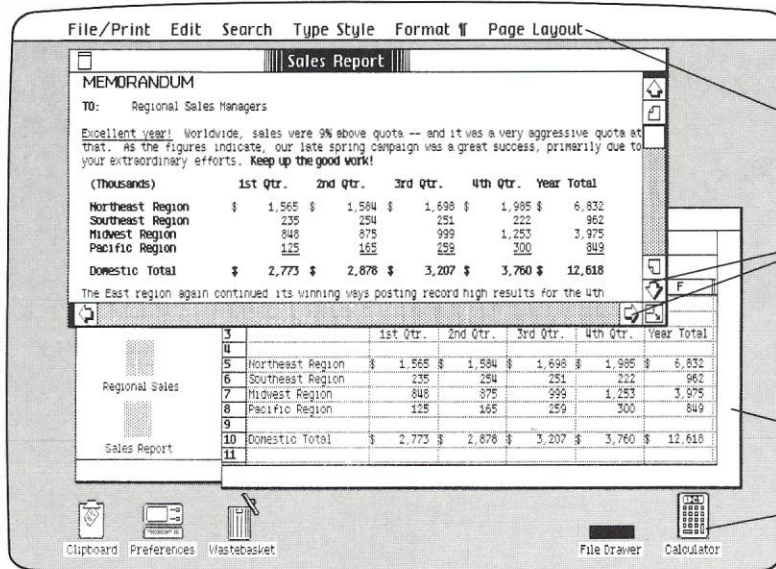 File/Print Edit Search Type Style Format ¶ Page Layout
Sales Report
MEMORANDUM
TO: Regional Sales Managers
Excellent year! Worldwide, sales were 9% above quota -- and it was a very aggressive quota at
that. As the figures indicate, our late spring campaign was a great success, primarily due to
your extraordinary efforts. Keep up the good work!
(Thousands) 1st Qtr. 2nd Qtr. 3rd Qtr. 4th Qtr. Year Total
Northeast Region $ 1,565 $ 1,584 $ 1,698 $ 1,985 $ 6,832
Southeast Region 235 254 251 222 962
Midwest Region 848 875 999 1,253 3,975
Pacific Region 125 165 259 300 849
Domestic Total $ 2,773 $ 2,878 $ 3,207 $ 3,760 $ 12,618
The East region again continued its winning ways posting record high results for the 4th
F
3 1st Qtr. 2nd Qtr. 3rd Qtr. 4th Qtr. Year Total
4
5 Northeast Region $ 1,565 $ 1,584 $ 1,698 $ 1,985 $ 6,832
6 Southeast Region 235 254 251 222 962
7 Midwest Region 848 875 999 1,253 3,975
8 Pacific Region 125 165 259 300 849
9
10 Domestic Total $ 2,773 $ 2,878 $ 3,207 $ 3,760 $ 12,618
11
Regional Sales
Sales Report
Clipboard Preferences Wastebasket File Drawer Calculator